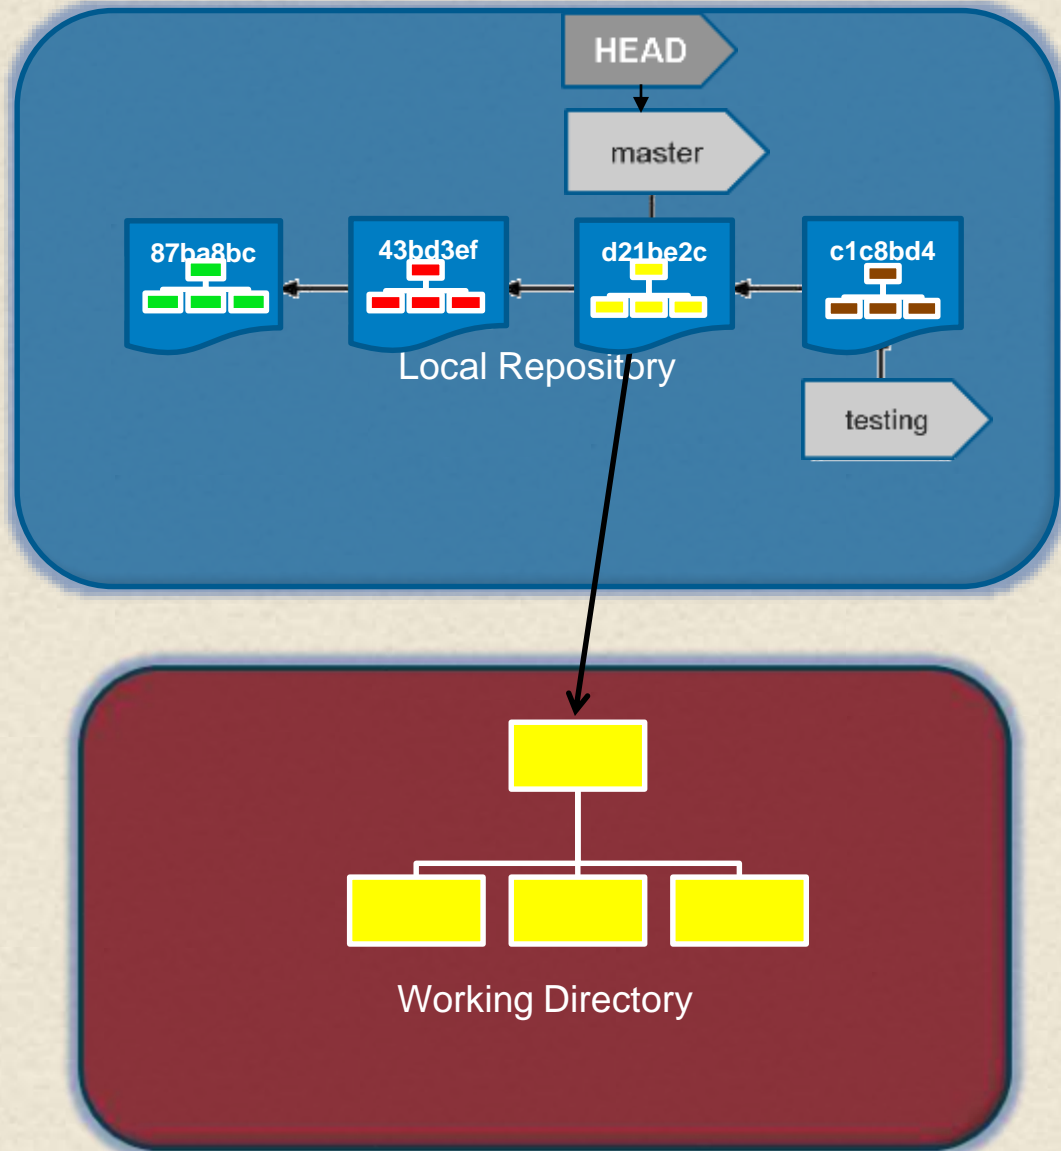 HEAD
master
87ba8bc
43bd3ef
d21be2c
c1c8bd4
Local Repository
testing
Working Directory